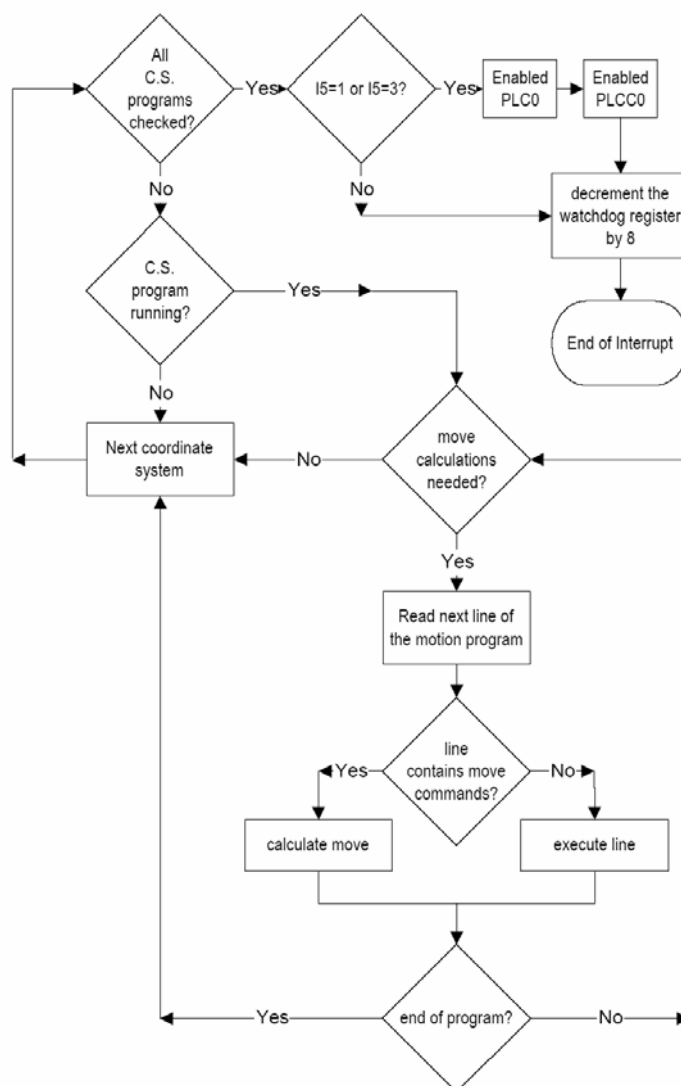 All
C.S.
programs
checked?
Yes
I5=1 or I5=3?
Yes
Enabled
PLC0
Enabled
PLCC0
No
No
decrement the
watchdog register
by 8
C.S.
program
running?
Yes
End of Interrupt
No
Next coordinate
system
No
move
calculations
needed?
Yes
Read next line of
the motion program
line
contains move
commands?
Yes
No
calculate move
execute line
Yes
end of program?
No